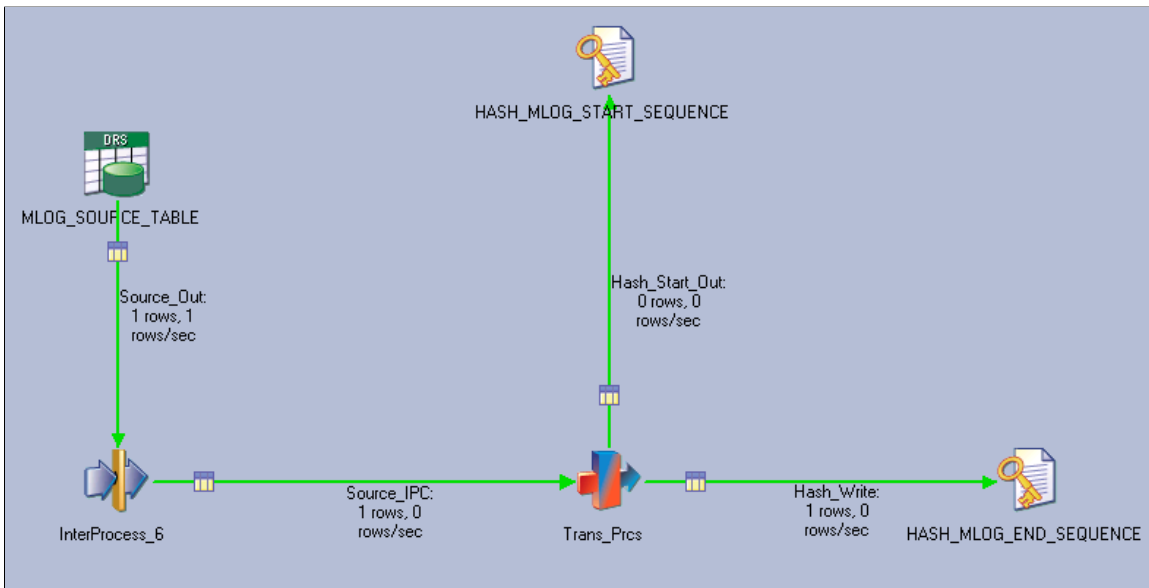 HASH_MLOG_START_SEQUENCE
DRS
MLOG_SOURCE_TABLE
Source_Out:
1 rows, 1
rows/sec
Hash_Start_Out:
0 rows, 0
rows/sec
Source_IPC:
1 rows, 0
rows/sec
Hash_Write:
1 rows, 0
rows/sec
InterProcess_6
Trans_Prcs
HASH_MLOG_END_SEQUENCE